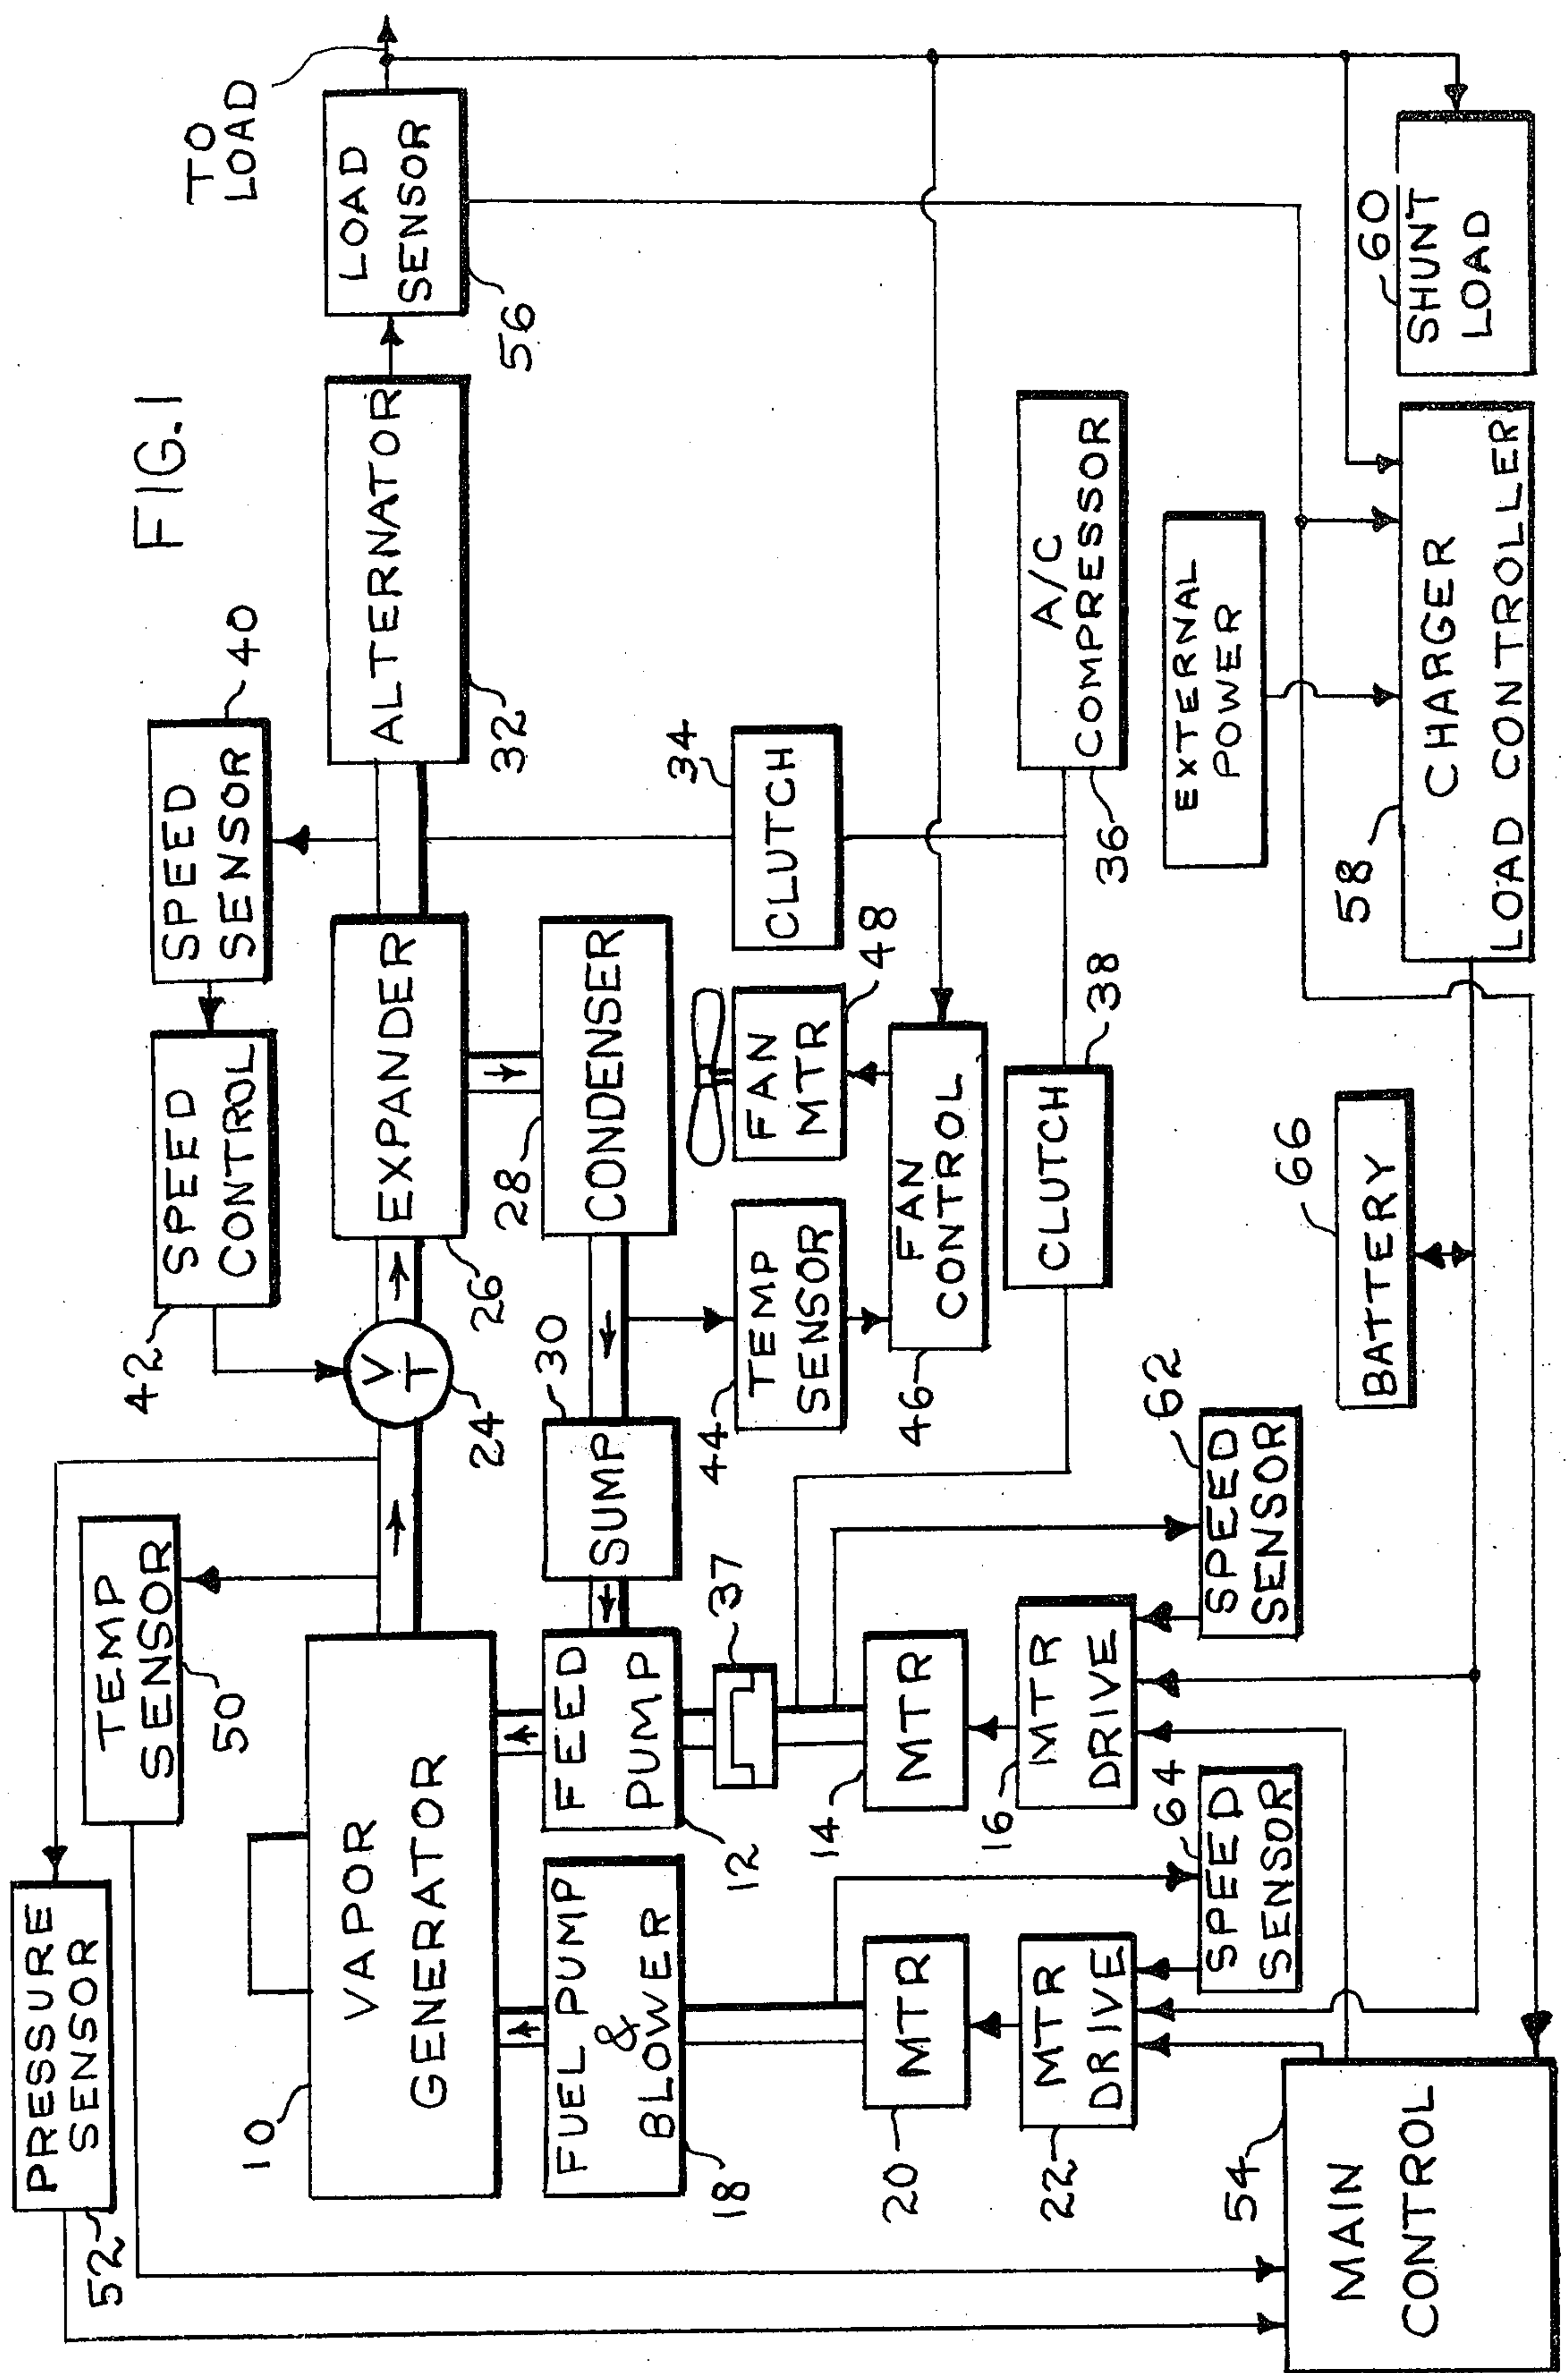 FIG.1
PRESSURE
SENSOR
52
TEMP
SENSOR
50
42
SPEED
CONTROL
SPEED
SENSOR
40
TO
LOAD
10
VAPOR
GENERATOR
VT
24
EXPANDER
26
ALTERNATOR
32
LOAD
SENSOR
56
FUEL PUMP
&
BLOWER
18
FEED
PUMP
12
SUMP
30
CONDENSER
28
37
44
TEMP
SENSOR
FAN
MTR
48
CLUTCH
34
MTR
20
MTR
14
FAN
CONTROL
46
MTR
DRIVE
22
MTR
DRIVE
16
CLUTCH
38
A/C
COMPRESSOR
36
SPEED
SENSOR
64
SPEED
SENSOR
62
EXTERNAL
POWER
MAIN
CONTROL
54
BATTERY
66
CHARGER
LOAD CONTROLLER
58
SHUNT
LOAD
60